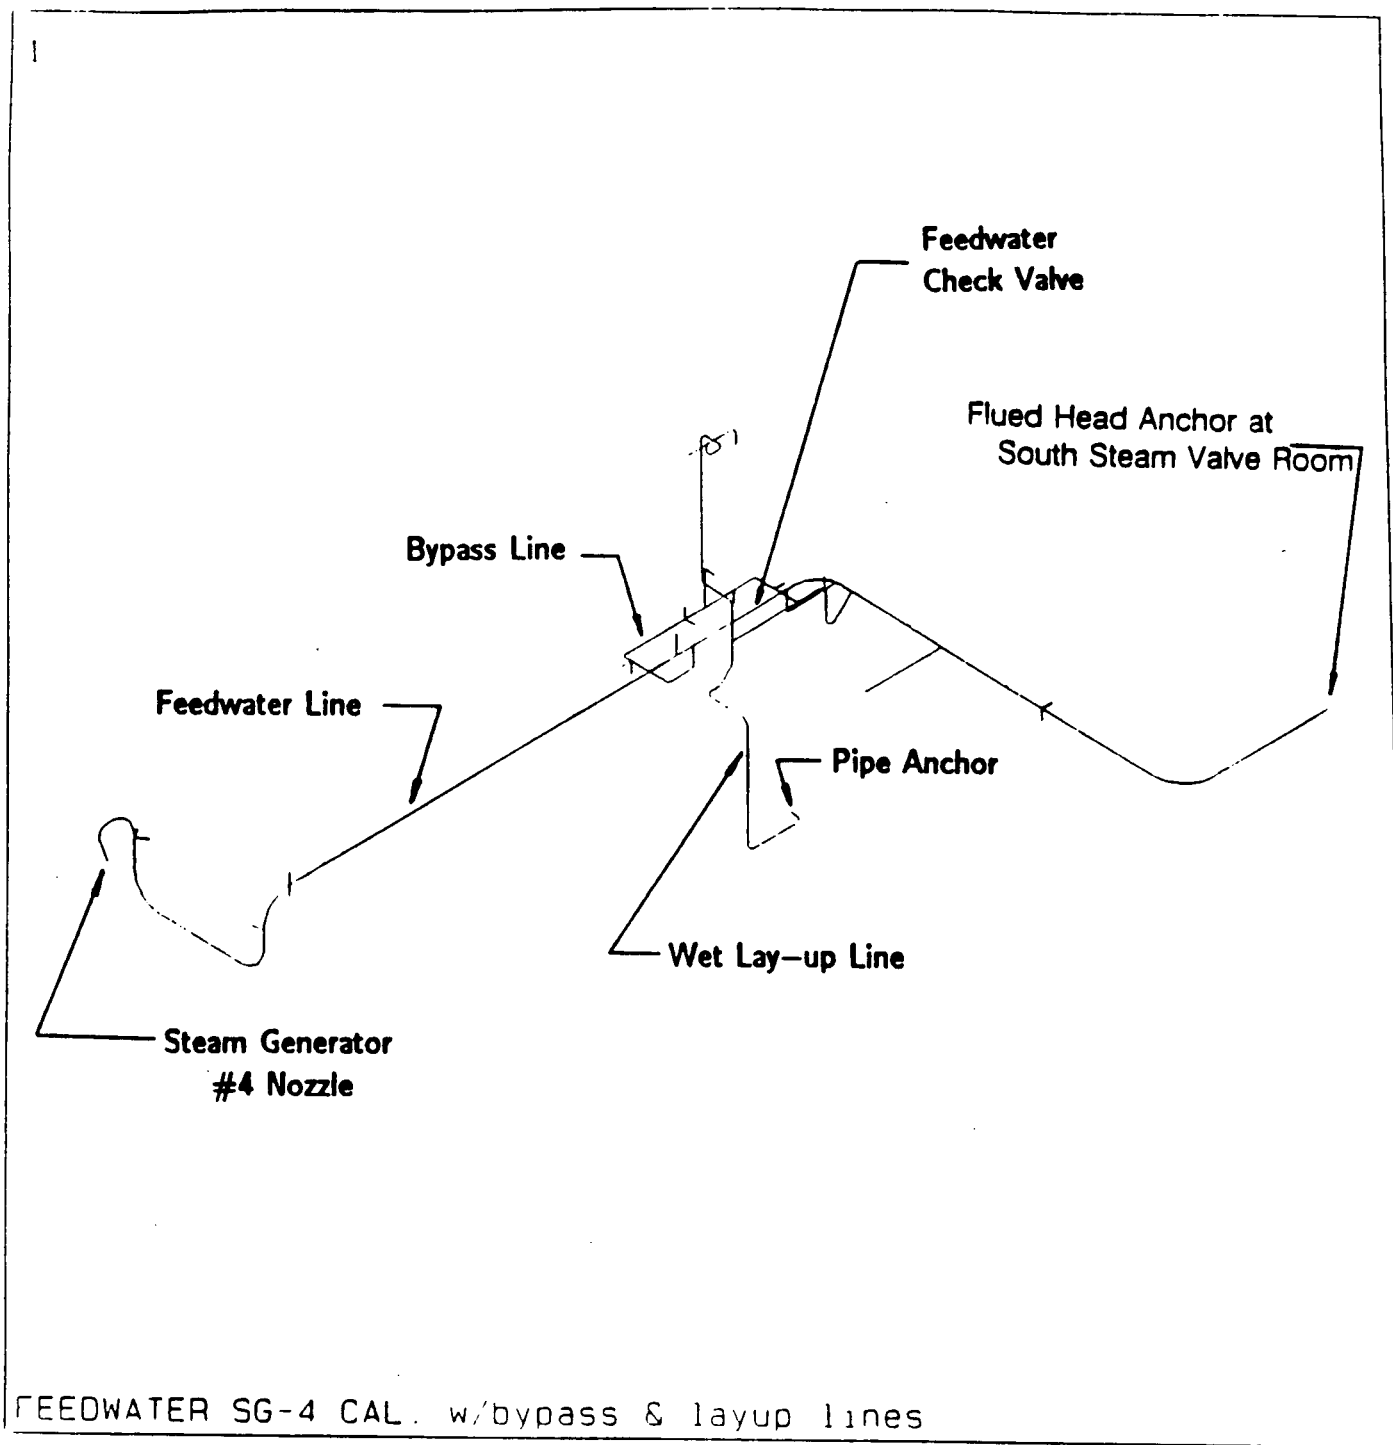 1
Feedwater
Check Valve
Flued Head Anchor at
South Steam Valve Room
Bypass Line
Feedwater Line
Pipe Anchor
Wet Lay-up Line
Steam Generator
#4 Nozzle
FEEDWATER SG-4 CAL. w/bypass & layup lines